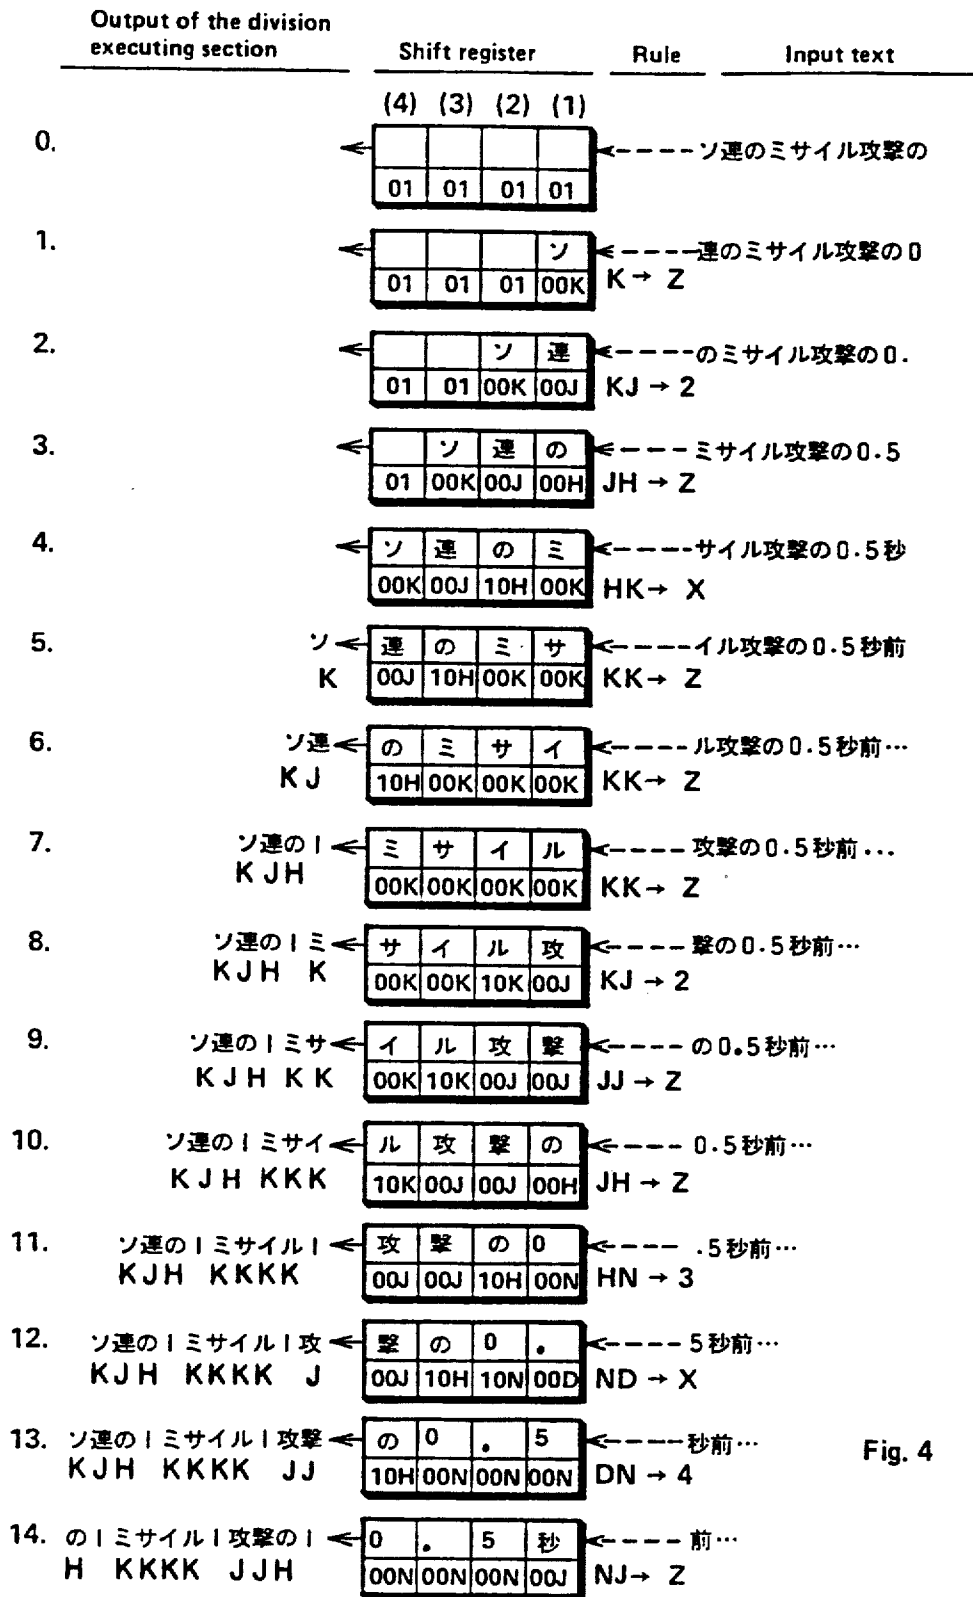 Output of the division
executing section Shift register Rule Input text
(4) (3) (2) (1)
0. ソ連のミサイル攻撃の
01 01 01 01
1. ソ 連のミサイル攻撃の0
01 01 01 00K K→ Z
2. ソ 連 のミサイル攻撃の0.
01 01 00K 00J KJ → 2
3. ソ 連 の ミサイル攻撃の0.5
01 00K 00J 00H JH → Z
4. ソ 連 の ミ サイル攻撃の0.5秒
00K 00J 10H 00K HK→ X
5. ソ 連 の ミ サ イル攻撃の0.5秒前
K 00J 10H 00K 00K KK→ Z
6. ソ連 の ミ サ イ ル攻撃の0.5秒前…
KJ 10H 00K 00K 00K KK→ Z
7. ソ連の | ミ サ イ ル 攻撃の0.5秒前...
KJH 00K 00K 00K 00K KK→ Z
8. ソ連の | ミ サ イ ル 攻 撃の0.5秒前…
KJH K 00K 00K 10K 00J KJ → 2
9. ソ連の | ミサ イ ル 攻 撃 の0.5秒前…
KJH KK 00K 10K 00J 00J JJ → Z
10. ソ連の | ミサイ ル 攻 撃 の 0.5秒前…
KJH KKK 10K 00J 00J 00H JH → Z
11. ソ連の | ミサイル | 攻 撃 の 0 .5秒前…
KJH KKKK 00J 00J 10H 00N HN → 3
12. ソ連の | ミサイル | 攻 撃 の 0 . 5秒前…
KJH KKKK J 00J 10H 10N 00D ND → X
13. ソ連の | ミサイル | 攻撃 の 0 . 5 秒前…
KJH KKKK JJ 10H 00N 00N 00N DN → 4
Fig. 4
14. の | ミサイル | 攻撃の | 0 . 5 秒 前…
H KKKK JJH 00N 00N 00N 00J NJ→ Z